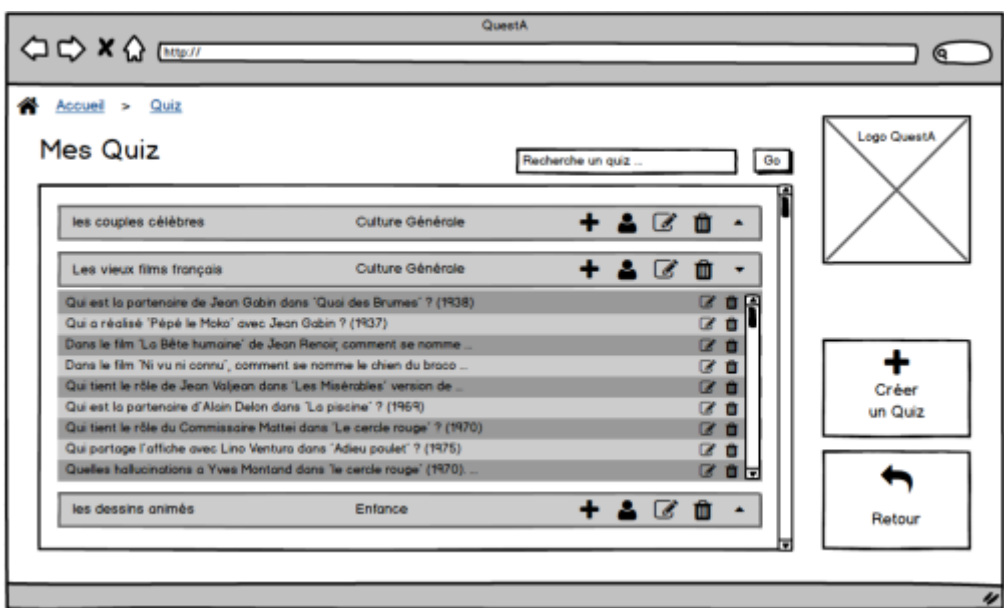 QuestA
http://
Accueil > Quiz
Mes Quiz
Recherche un quiz ...
Go
Logo QuestA
les couples célèbres Culture Générale
Les vieux films français Culture Générale
Qui est la partenaire de Jean Gabin dans "Quai des Brumes" ? (1938)
Qui a réalisé "Pépé le Moko" avec Jean Gabin ? (1937)
Dans le film "La Bête humaine" de Jean Renoir, comment se nomme ...
Dans le film "Ni vu ni connu", comment se nomme le chien du braco ...
Qui tient le rôle de Jean Valjean dans "Les Misérables" version de ...
Qui est la partenaire d'Alain Delon dans "La piscine" ? (1969)
Qui tient le rôle du Commissaire Mattei dans "Le cercle rouge" ? (1970)
Qui partage l'affiche avec Lino Ventura dans "Adieu poulet" ? (1975)
Quelles hallucinations a Yves Montand dans "le cercle rouge" (1970). ...
les dessins animés Enfance
Créer
un Quiz
Retour